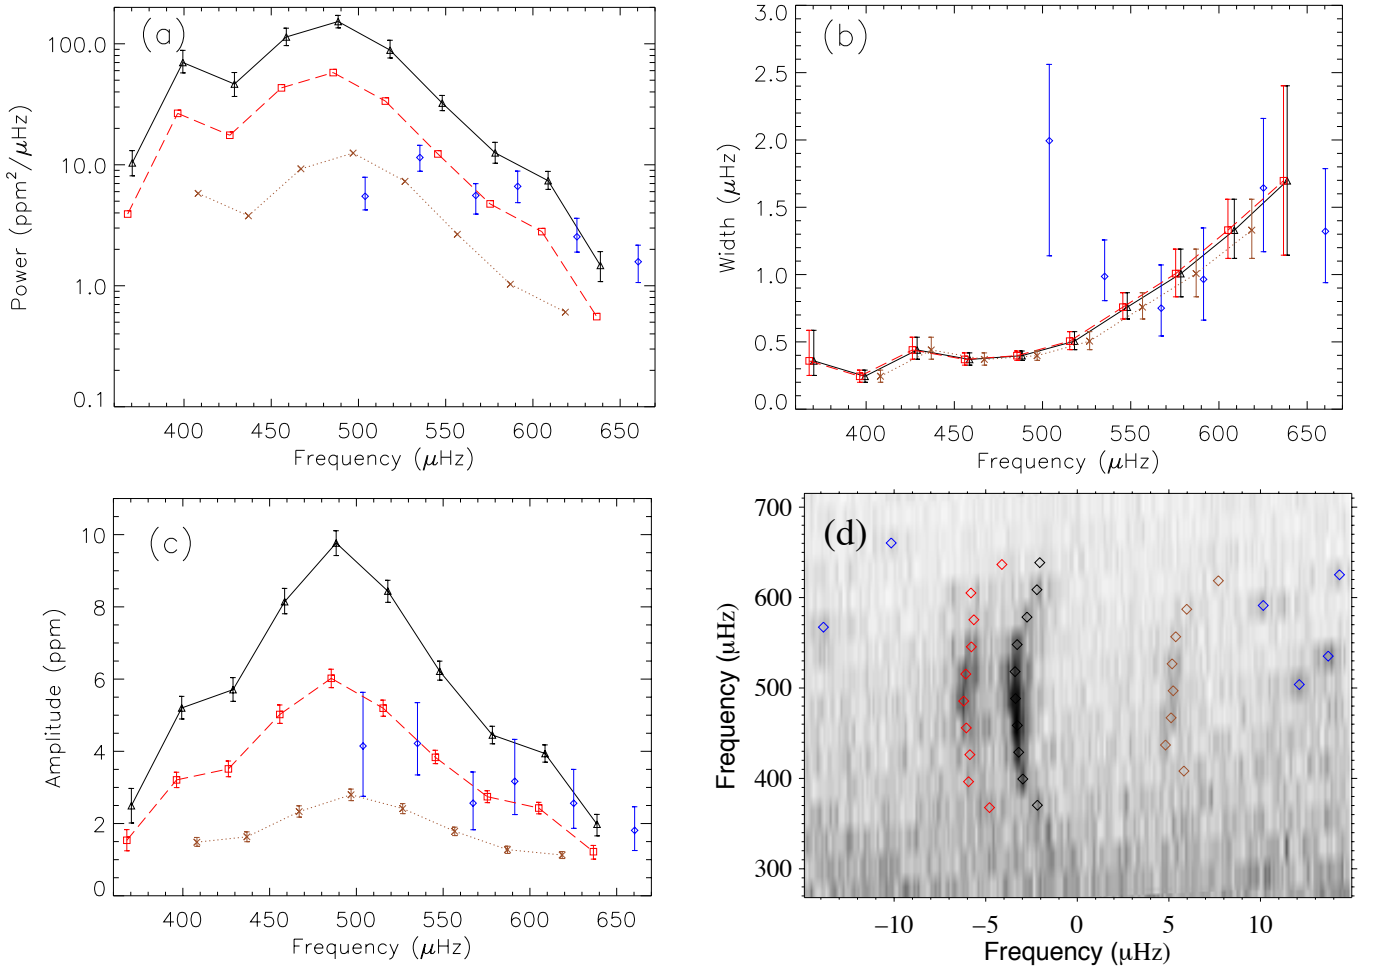 (a)
Power (ppm²/μHz)
100.0
10.0
1.0
0.1
400 450 500 550 600 650
Frequency (μHz)
(b)
Width (μHz)
3.0
2.5
2.0
1.5
1.0
0.5
0.0
400 450 500 550 600 650
Frequency (μHz)
(c)
Amplitude (ppm)
10
8
6
4
2
0
400 450 500 550 600 650
Frequency (μHz)
(d)
Frequency (μHz)
700
600
500
400
300
−10 −5 0 5 10
Frequency (μHz)